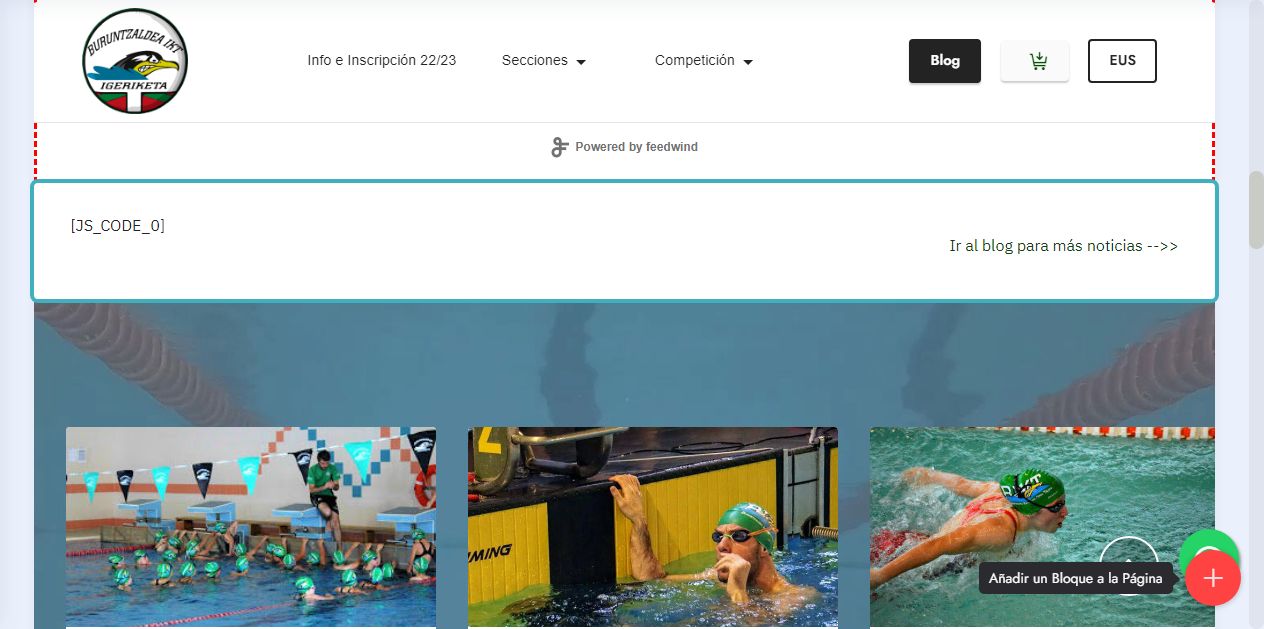 BURUNTZALDEA IKT
IGERIKETA
Info e Inscripción 22/23
Secciones
Competición
Blog
EUS
Powered by feedwind
[JS_CODE_0]
Ir al blog para más noticias -->>
2
MING
Añadir un Bloque a la Página